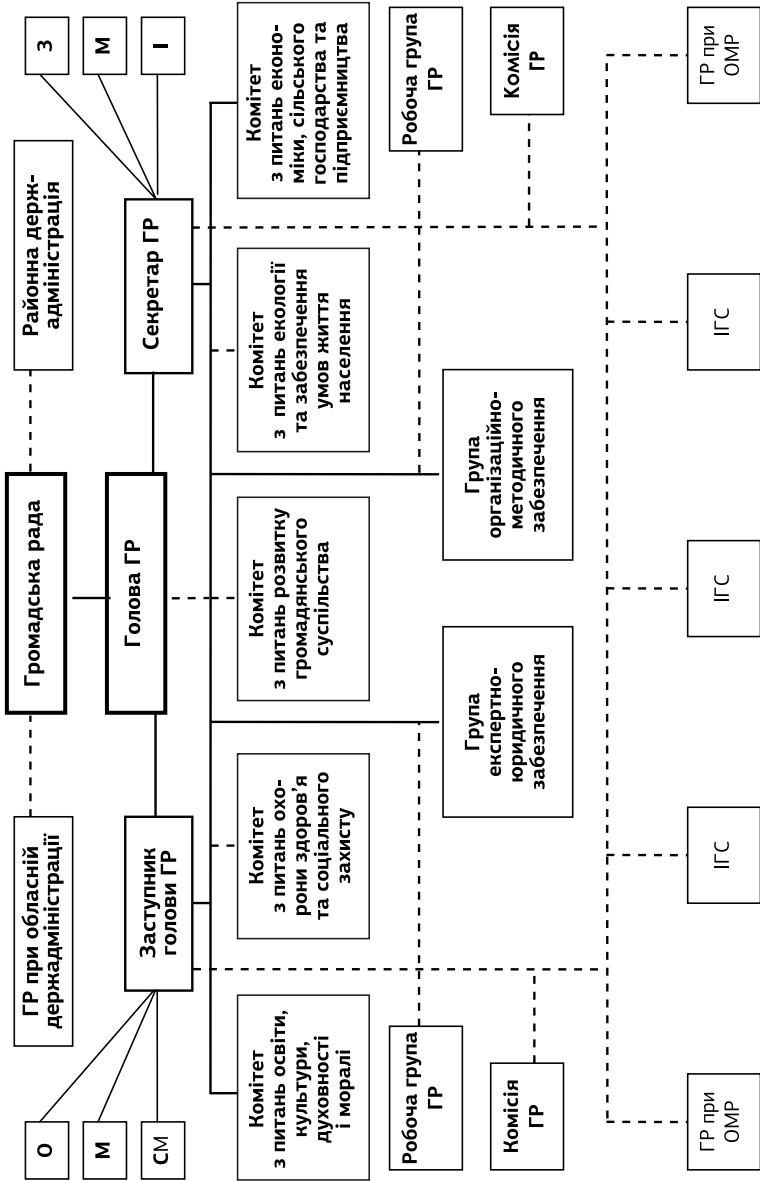 ГР при обласній
держадміністрації
Громадська рада
Районна держ-
адміністрація
О
М
СМ
Заступник
голови ГР
Голова ГР
Секретар ГР
З
М
І
Комітет
з питань освіти,
культури,
духовності
і моралі
Комітет
з питань охо-
рони здоров'я
та соціального
захисту
Комітет
з питань розвитку
громадянського
суспільства
Комітет
з питань екології
та забезпечення
умов життя
населення
Комітет
з питань еконо-
міки, сільського
господарства та
підприємництва
Робоча група
ГР
Група
експертно-
юридичного
забезпечення
Група
організаційно-
методичного
забезпечення
Робоча група
ГР
Комісія
ГР
Комісія
ГР
ГР при
ОМР
ІГС
ІГС
ІГС
ГР при
ОМР